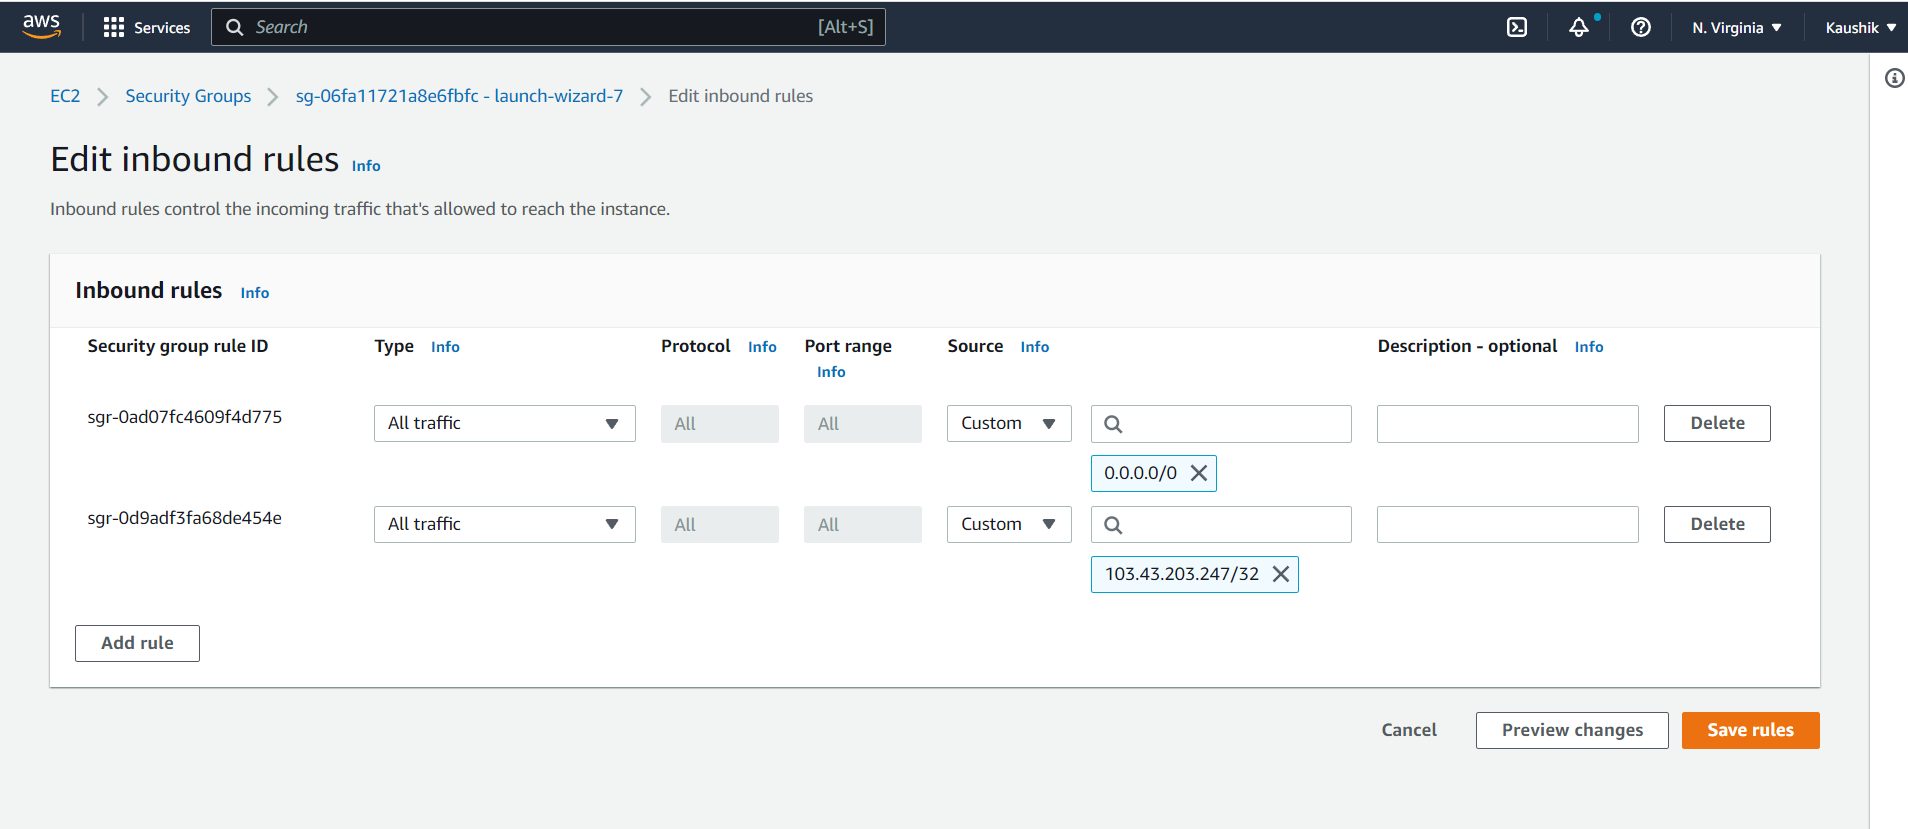 aws Services Search [Alt+S] N. Virginia Kaushik
EC2 Security Groups sg-06fa11721a8e6fbfc - launch-wizard-7 Edit inbound rules
Edit inbound rules Info
Inbound rules control the incoming traffic that's allowed to reach the instance.
Inbound rules Info
Security group rule ID Type Info Protocol Info Port range Source Info Description - optional Info
Info
sgr-0ad07fc4609f4d775 All traffic All All Custom Delete
0.0.0.0/0
sgr-0d9adf3fa68de454e All traffic All All Custom Delete
103.43.203.247/32
Add rule
Cancel Preview changes Save rules